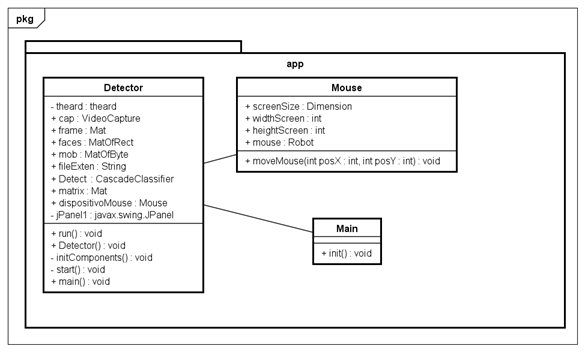 pkg
app
Detector
- theard : theard
+ cap : VideoCapture
+ frame : Mat
+ faces : MatOfRect
+ mob : MatOfByte
+ fileExten : String
+ Detect : CascadeClassifier
+ matrix : Mat
+ dispositivoMouse : Mouse
- jPanel1 : javax.swing.JPanel
+ run() : void
+ Detector() : void
- initComponents() : void
- start() : void
+ main() : void
Mouse
+ screenSize : Dimension
+ widthScreen : int
+ heightScreen : int
+ mouse : Robot
+ moveMouse(int posX : int, int posY : int) : void
Main
+ init() : void